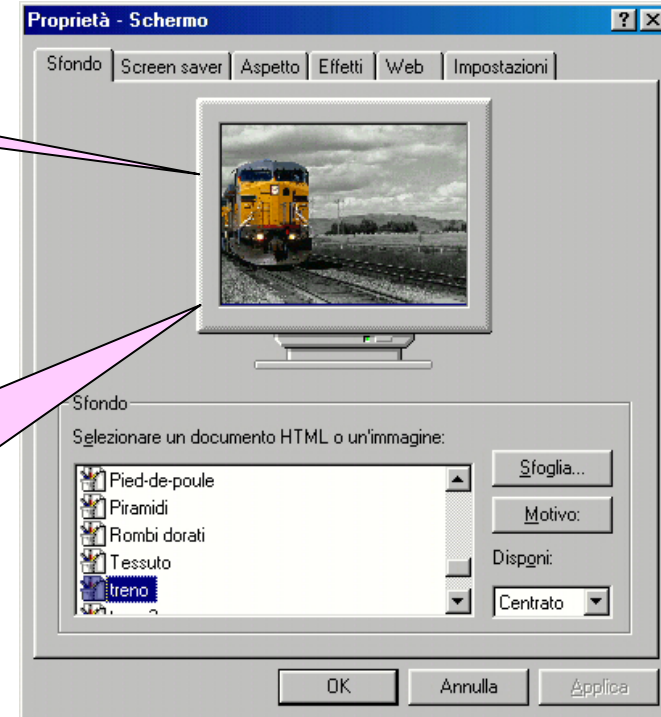 Proprietà - Schermo
Sfondo Screen saver Aspetto Effetti Web Impostazioni
Sfondo
Selezionare un documento HTML o un'immagine:
Pied-de-poule
Piramidi
Rombi dorati
Tessuto
treno
Sfoglia...
Motivo:
Disponi:
Centrato
OK Annulla Applica